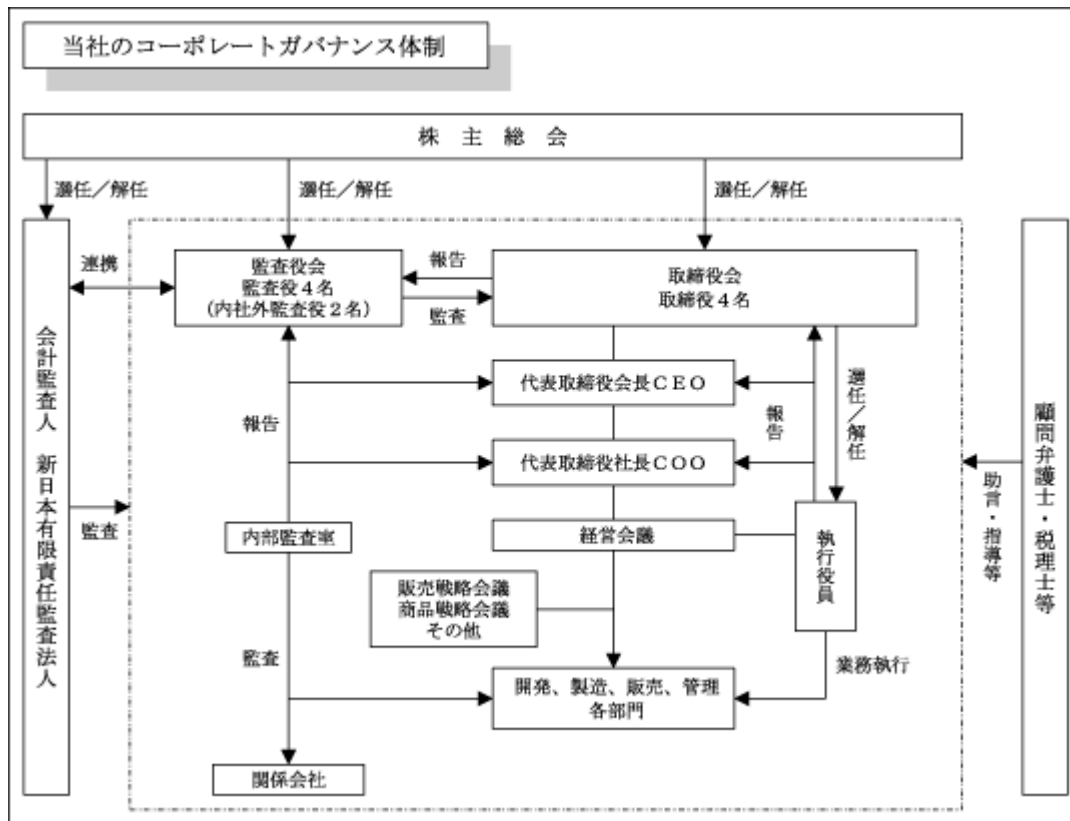 当社のコーポレートガバナンス体制
株主総会
選任／解任
選任／解任
選任／解任
連携
監査役会
監査役４名
(内社外監査役２名)
報告
監査
取締役会
取締役４名
会計監査人 新日本有限責任監査法人
監査
代表取締役会長ＣＥＯ
報告
報告
選任／解任
代表取締役社長ＣＯＯ
内部監査室
経営会議
執行役員
助言・指導等
顧問弁護士・税理士等
販売戦略会議
商品戦略会議
その他
監査
業務執行
開発、製造、販売、管理
各部門
関係会社